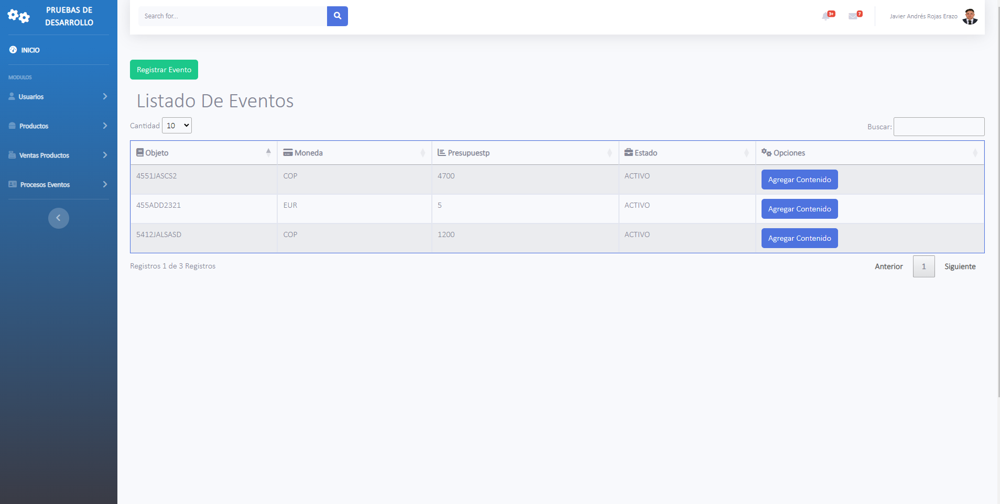 PRUEBAS DE
DESARROLLO
INICIO
MODULOS
Usuarios
Productos
Ventas Productos
Procesos Eventos
Search for...
3+
7
Javier Andrés Rojas Erazo
Registrar Evento
Listado De Eventos
Cantidad 10
Buscar:
Objeto Moneda Presupuestp Estado Opciones
4551JASCS2 COP 4700 ACTIVO Agregar Contenido
455ADD2321 EUR 5 ACTIVO Agregar Contenido
5412JALSASD COP 1200 ACTIVO Agregar Contenido
Registros 1 de 3 Registros
Anterior 1 Siguiente